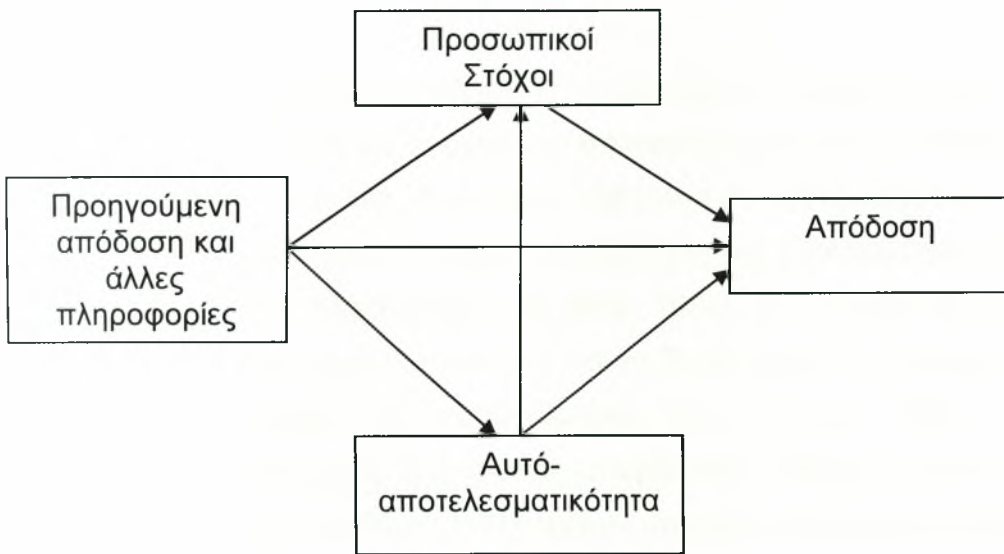 Προσωπικοί
Στόχοι
Προηγούμενη
απόδοση και
άλλες
πληροφορίες
Απόδοση
Αυτό-
αποτελεσματικότητα